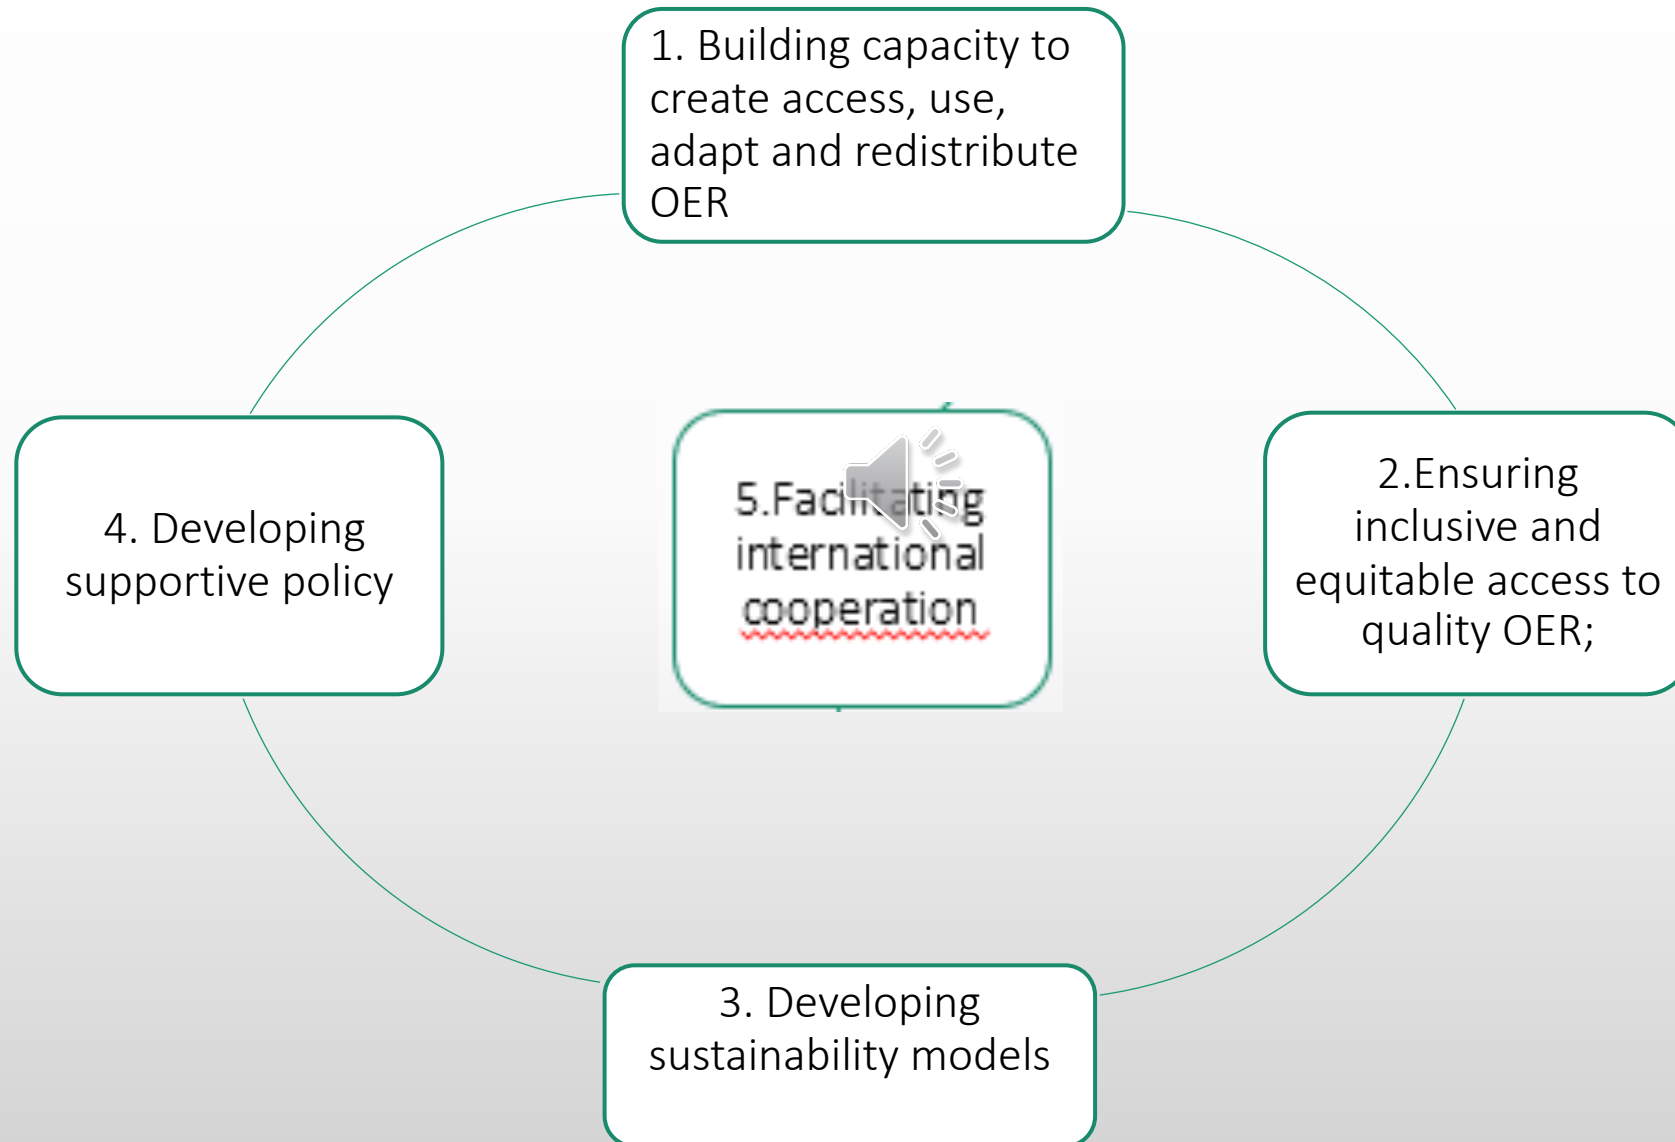 1. Building capacity to
create access, use,
adapt and redistribute
OER
2.Ensuring
inclusive and
equitable access to
quality OER;
3. Developing
sustainability models
4. Developing
supportive policy
5.Facilitating
international
cooperation